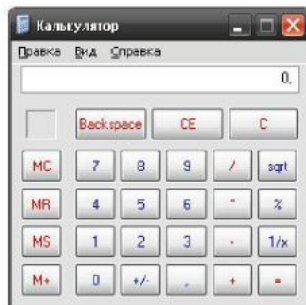 Калькулятор
Правка Вид Справка
0,
Backspace CE C
MC 7 8 9 / sqrt
MR 4 5 6 * %
MS 1 2 3 - 1/x
M+ 0 +/- , + =